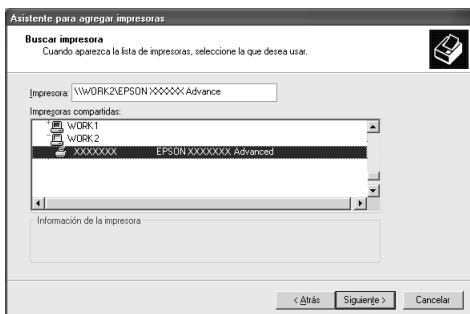 Asistente para agregar impresoras
Buscar impresora
Cuando aparezca la lista de impresoras, seleccione la que desea usar.
Impresora: \\WORK2\EPSON XXXXXX Advance
Impresoras compartidas:
WORK1
WORK2
XXXXXXX EPSON XXXXXXX Advanced
Información de la impresora
< Atrás Siguiente > Cancelar